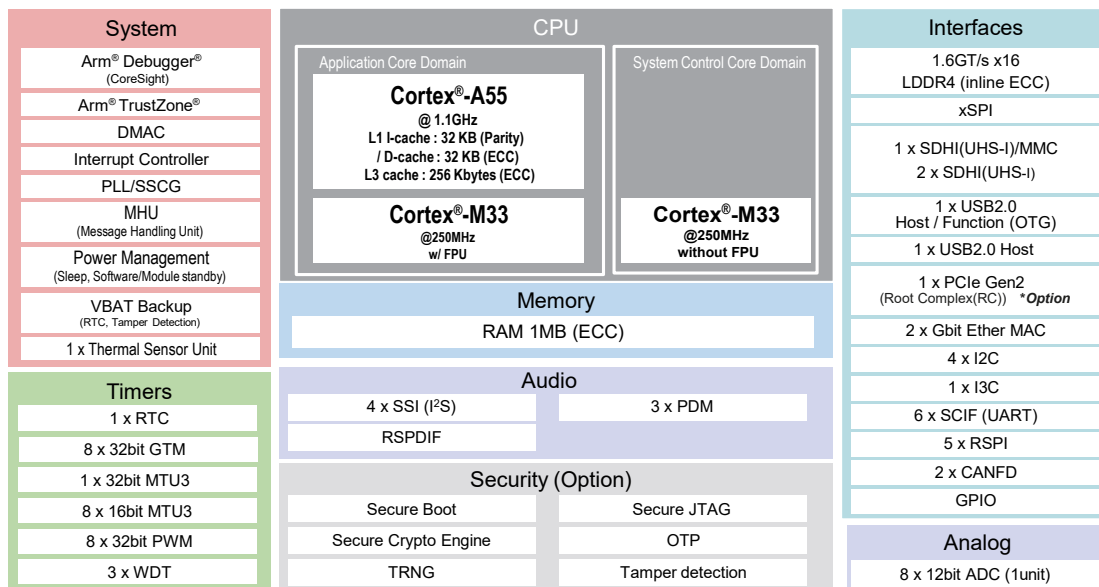 System
Arm® Debugger®
(CoreSight)
Arm® TrustZone®
DMAC
Interrupt Controller
PLL/SSCG
MHU
(Message Handling Unit)
Power Management
(Sleep, Software/Module standby)
VBAT Backup
(RTC, Tamper Detection)
1 x Thermal Sensor Unit
Timers
1 x RTC
8 x 32bit GTM
1 x 32bit MTU3
8 x 16bit MTU3
8 x 32bit PWM
3 x WDT
CPU
Application Core Domain
Cortex®-A55
@ 1.1GHz
L1 I-cache : 32 KB (Parity)
/ D-cache : 32 KB (ECC)
L3 cache : 256 Kbytes (ECC)
Cortex®-M33
@250MHz
w/ FPU
System Control Core Domain
Cortex®-M33
@250MHz
without FPU
Memory
RAM 1MB (ECC)
Audio
4 x SSI (I²S)
3 x PDM
RSPDIF
Security (Option)
Secure Boot
Secure JTAG
Secure Crypto Engine
OTP
TRNG
Tamper detection
Interfaces
1.6GT/s x16
LDDR4 (inline ECC)
xSPI
1 x SDHI(UHS-I)/MMC
2 x SDHI(UHS-I)
1 x USB2.0
Host / Function (OTG)
1 x USB2.0 Host
1 x PCIe Gen2
(Root Complex(RC)) *Option
2 x Gbit Ether MAC
4 x I2C
1 x I3C
6 x SCIF (UART)
5 x RSPI
2 x CANFD
GPIO
Analog
8 x 12bit ADC (1unit)